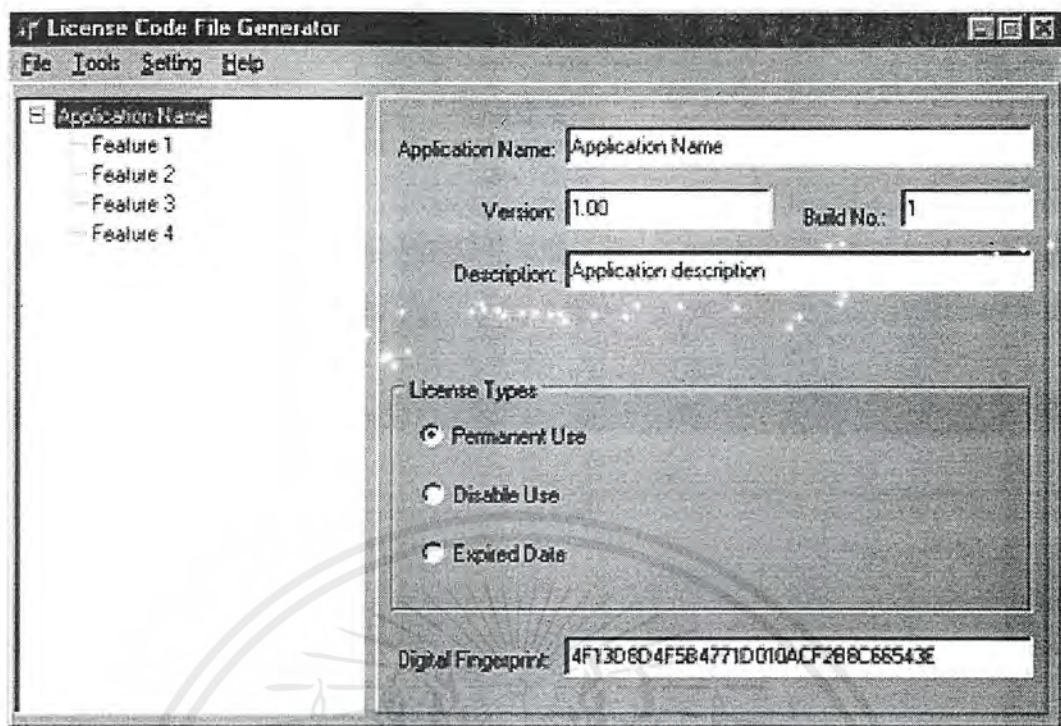 License Code File Generator
File Tools Setting Help
Application Name
Feature 1
Feature 2
Feature 3
Feature 4
Application Name: Application Name
Version: 1.00 Build No.: 1
Description: Application description
License Types
Permanent Use
Disable Use
Expired Date
Digital Fingerprint: 4F13D8D4F5B4771D010ACF2B8C66543E